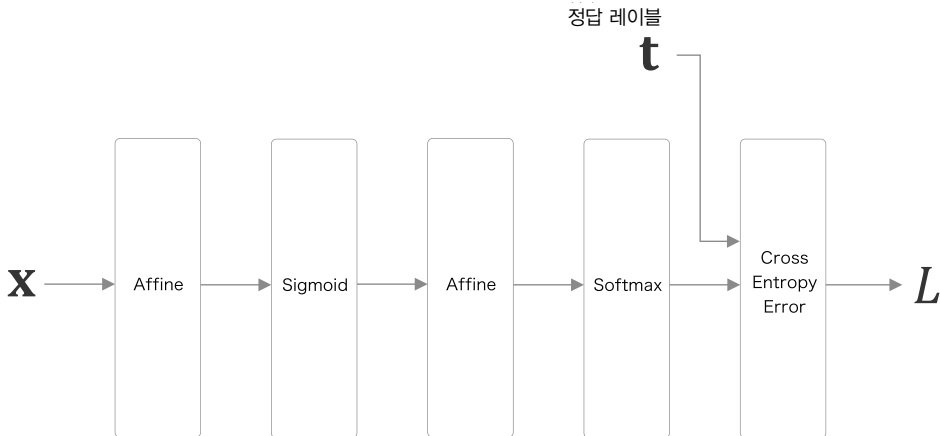 정답 레이블
t
x
Affine
Sigmoid
Affine
Softmax
Cross
Entropy
Error
L